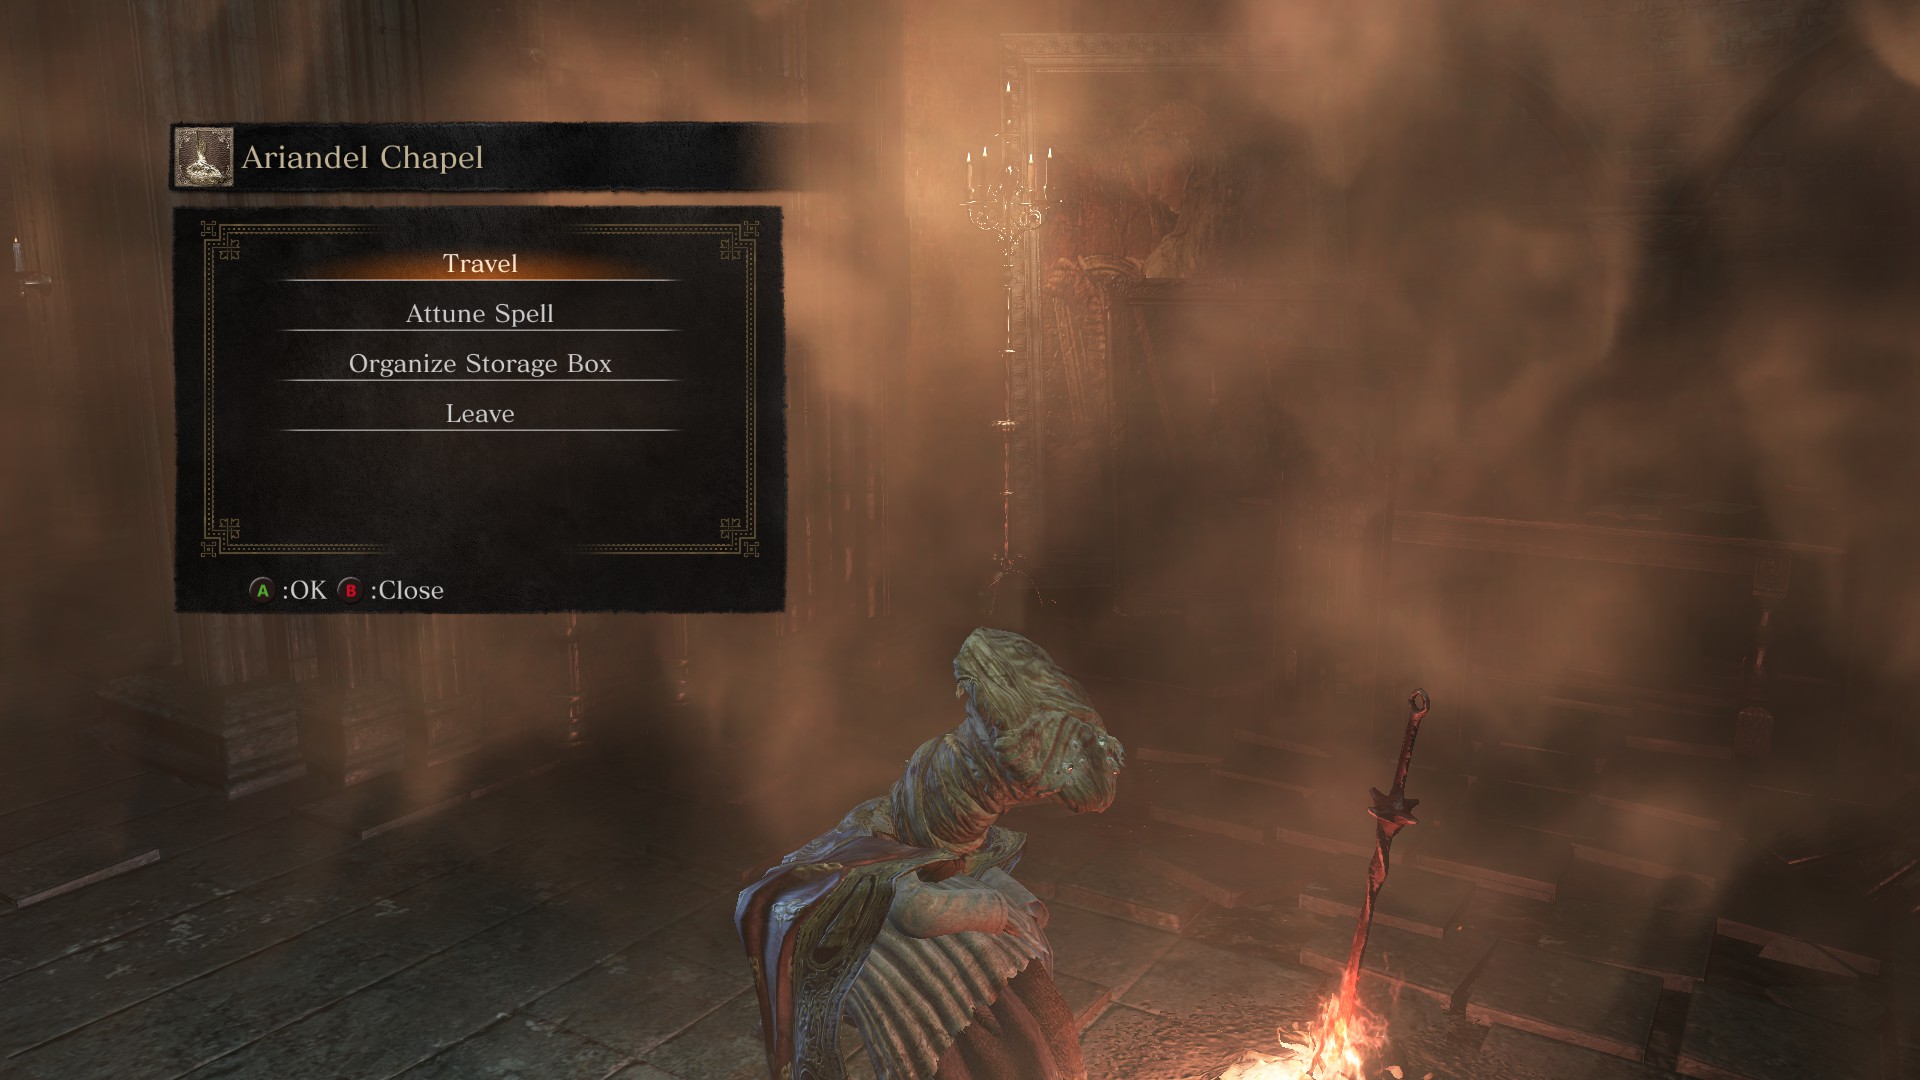 Ariandel Chapel
Travel
Attune Spell
Organize Storage Box
Leave
A :OK B :Close